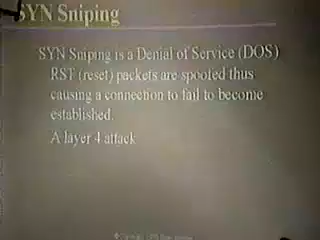 SYN Sniping
SYN Sniping is a Denial of Service (DOS)
RST (reset) packets are spoofed thus
causing a connection to fail to become
established.
A layer 4 attack